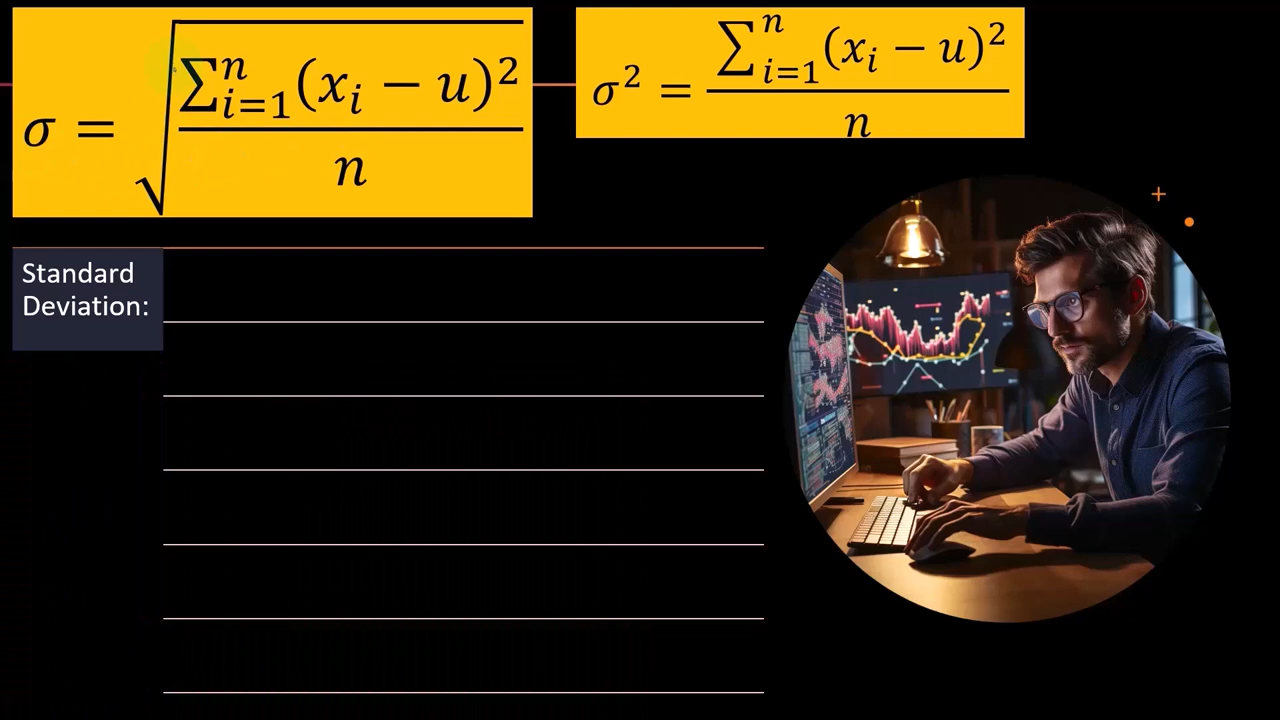 σ = √(∑ᵢ₌₁ⁿ(xᵢ − u)² / n)
σ² = ∑ᵢ₌₁ⁿ(xᵢ − u)² / n
Standard
Deviation: